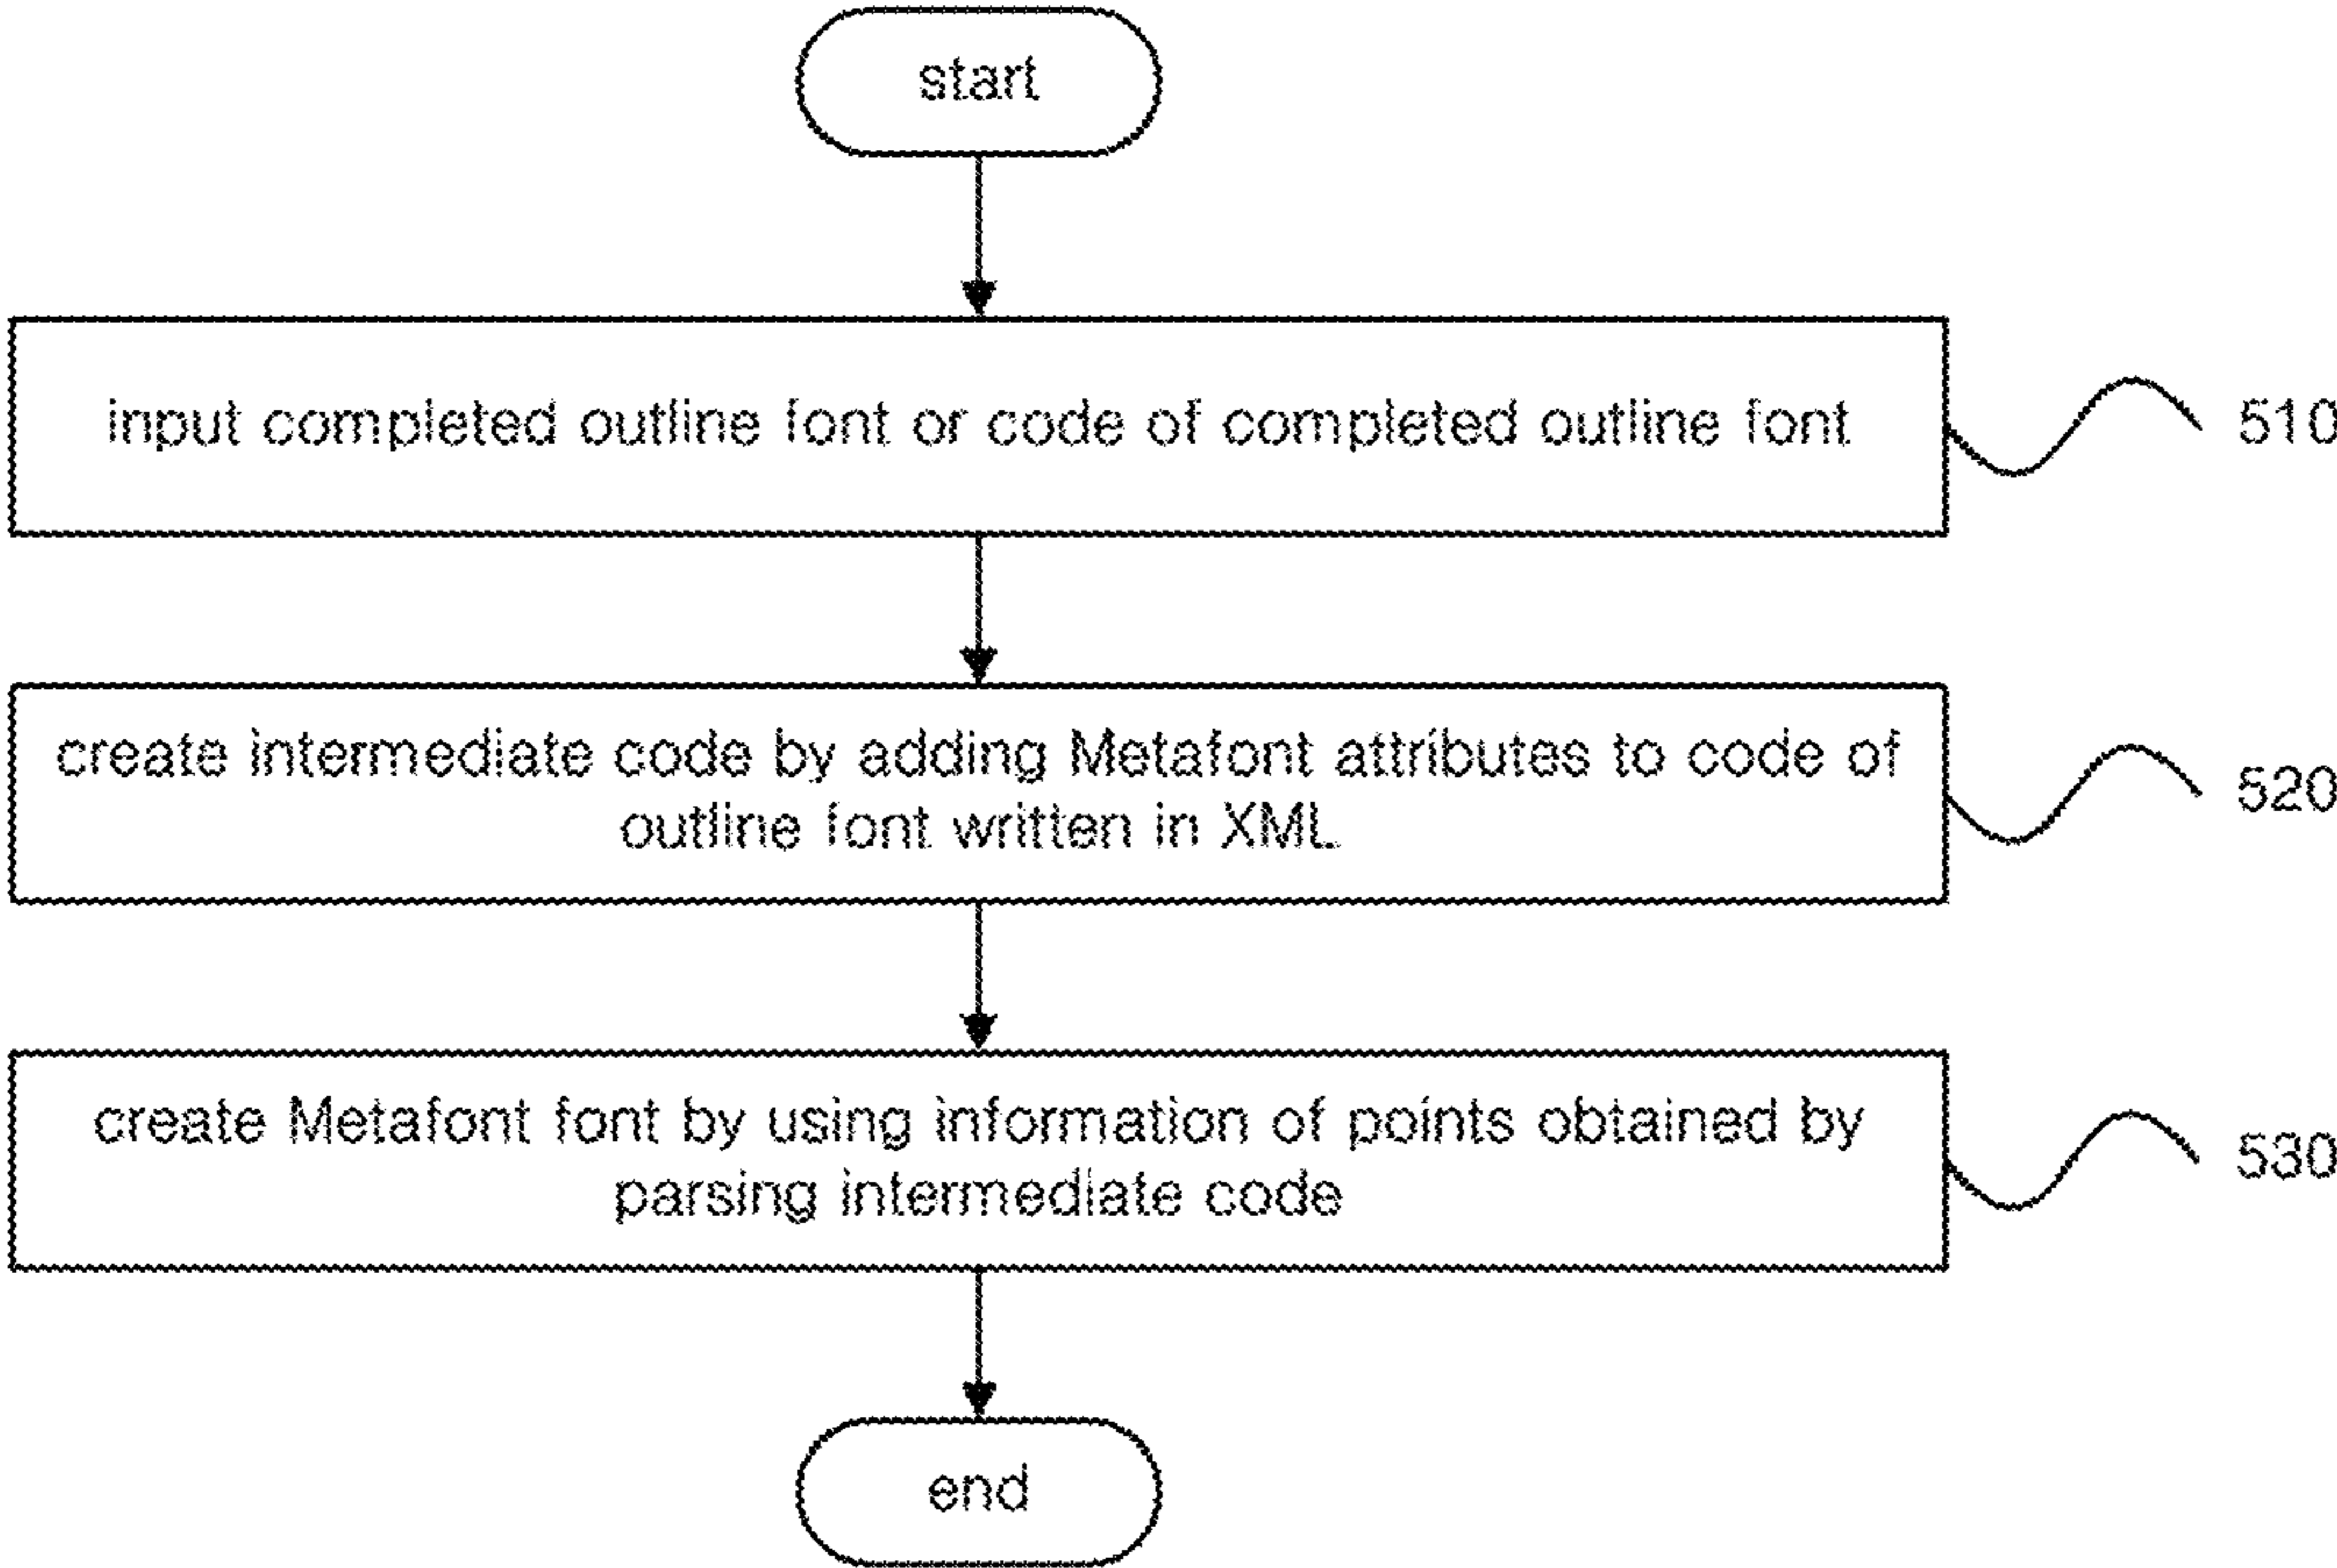 start
input completed outline font or code of completed outline font
510
create intermediate code by adding Metafont attributes to code of
outline font written in XML
520
create Metafont font by using information of points obtained by
parsing intermediate code
530
end